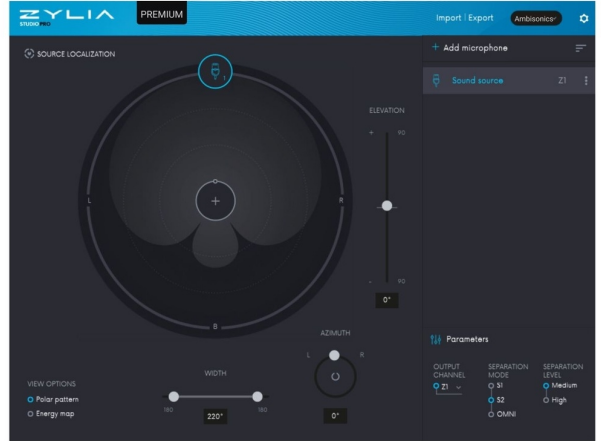 ZYLIA
STUDIO PRO
PREMIUM
Import | Export
Ambisonics
SOURCE LOCALIZATION
+ Add microphone
Sound source
Z1
1
ELEVATION
+ 90
L
R
- 90
0°
B
AZIMUTH
L
R
WIDTH
180
180
220°
0°
VIEW OPTIONS
Polar pattern
Energy map
Parameters
OUTPUT
CHANNEL
Z1
SEPARATION
MODE
S1
S2
OMNI
SEPARATION
LEVEL
Medium
High